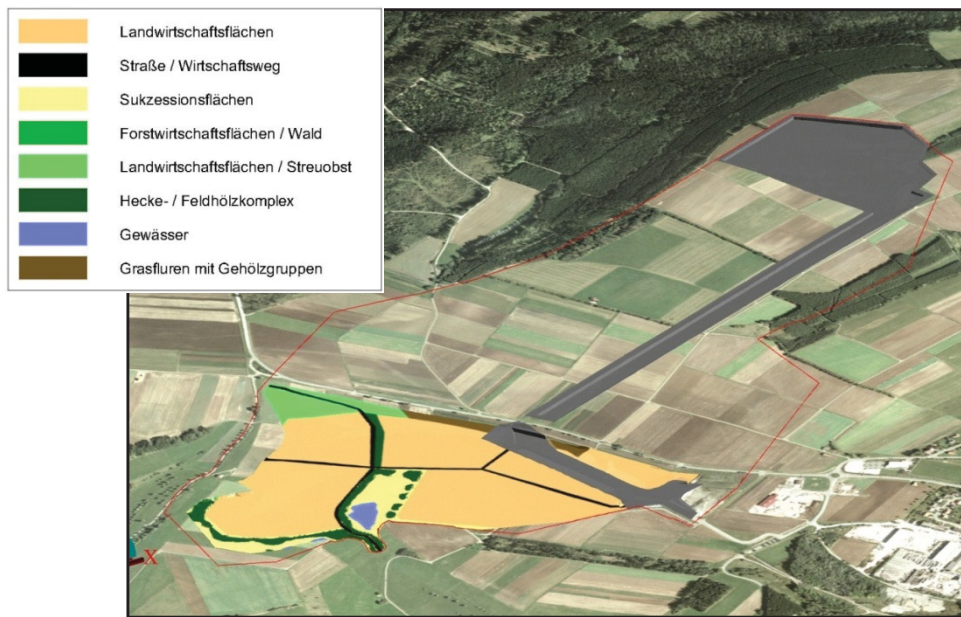 Landwirtschaftsflächen
Straße / Wirtschaftsweg
Sukzessionsflächen
Forstwirtschaftsflächen / Wald
Landwirtschaftsflächen / Streuobst
Hecke- / Feldhölzkomplex
Gewässer
Grasfluren mit Gehölzgruppen
X